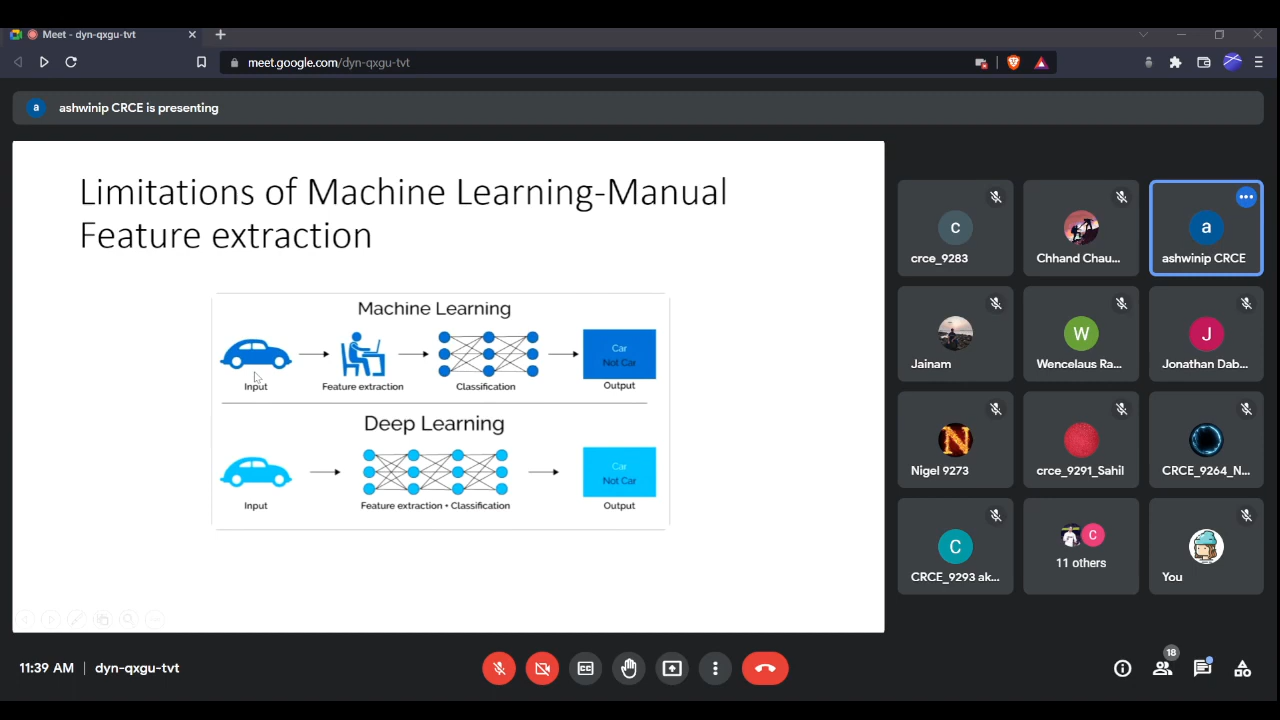 Meet - dyn-qxgu-tvt
meet.google.com/dyn-qxgu-tvt
a
ashwinip CRCE is presenting
Limitations of Machine Learning-Manual
Feature extraction
Machine Learning
Input
Feature extraction
Classification
Car
Not Car
Output
Deep Learning
Input
Feature extraction + Classification
Car
Not Car
Output
c
crce_9283
Chhand Chau...
a
ashwinip CRCE
Jainam
W
Wencelaus Ra...
J
Jonathan Dab...
N
Nigel 9273
crce_9291_Sahil
CRCE_9264_N...
C
CRCE_9293 ak...
C
11 others
You
11:39 AM
dyn-qxgu-tvt
18